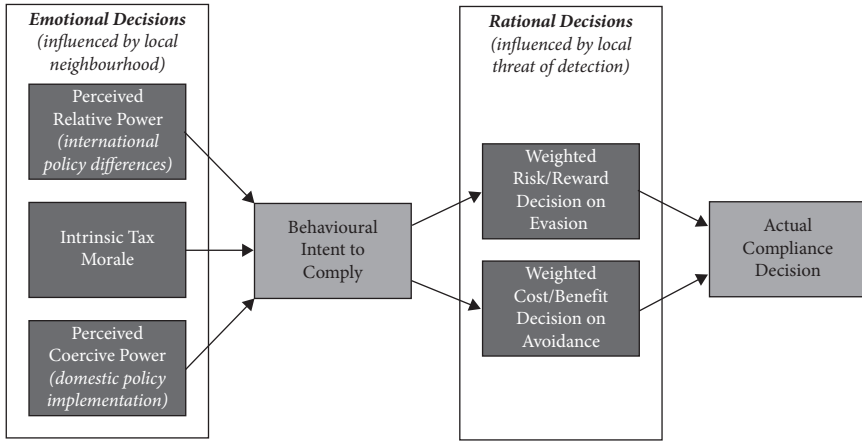 Emotional Decisions
(influenced by local
neighbourhood)
Perceived
Relative Power
(international
policy differences)
Intrinsic Tax
Morale
Perceived
Coercive Power
(domestic policy
implementation)
Behavioural
Intent to
Comply
Rational Decisions
(influenced by local
threat of detection)
Weighted
Risk/Reward
Decision on
Evasion
Weighted
Cost/Benefit
Decision on
Avoidance
Actual
Compliance
Decision